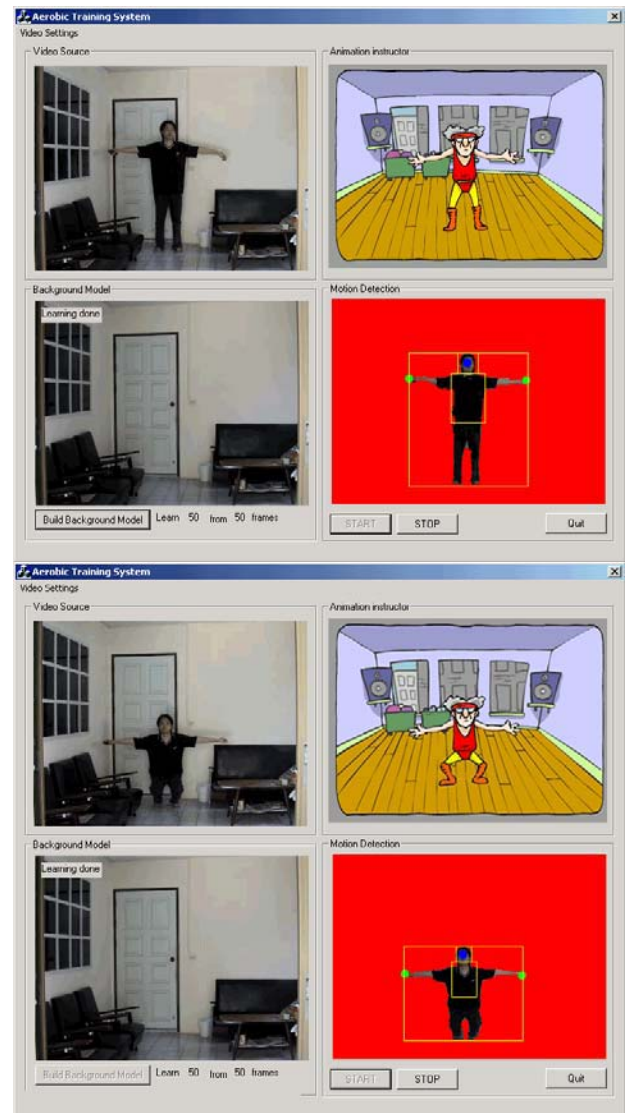 Aerobic Training System
Video Settings
Video Source
Animation instructor
Background Model
Motion Detection
Learning done
Build Background Model Learn 50 from 50 frames
START STOP Quit
Aerobic Training System
Video Settings
Video Source
Animation instructor
Background Model
Motion Detection
Learning done
Build Background Model Learn 50 from 50 frames
START STOP Quit